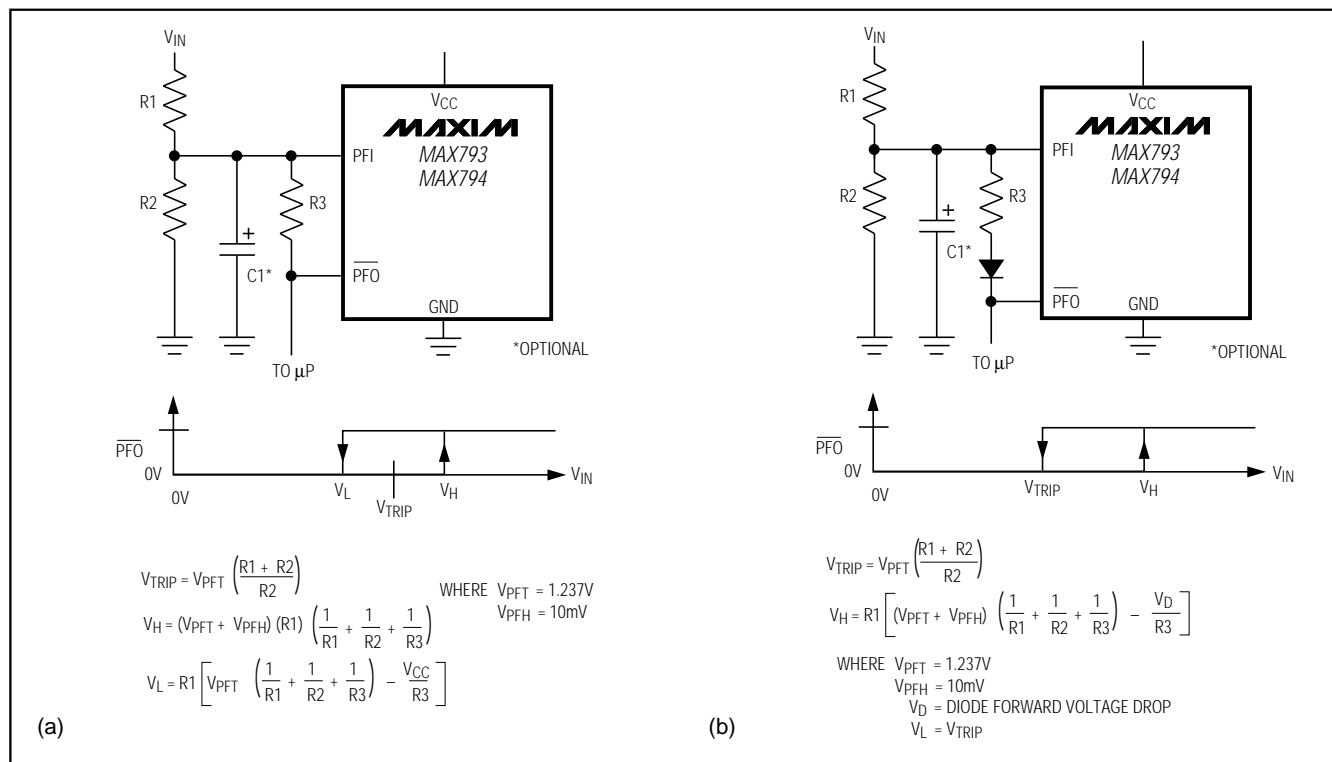 V_IN
R1
V_CC
MAXIM
PFI
MAX793
MAX794
R2
R3
+
C1*
P̅F̅O̅
GND
*OPTIONAL
TO µP
P̅F̅O̅
0V
V_IN
0V
V_L
V_TRIP
V_H
V_TRIP = V_PFT ((R1 + R2)/R2)
WHERE V_PFT = 1.237V
V_PFH = 10mV
V_H = (V_PFT + V_PFH) (R1) (1/R1 + 1/R2 + 1/R3)
V_L = R1 [V_PFT (1/R1 + 1/R2 + 1/R3) – V_CC/R3]
(a)
V_IN
R1
V_CC
MAXIM
PFI
MAX793
MAX794
R2
R3
+
C1*
P̅F̅O̅
GND
*OPTIONAL
TO µP
P̅F̅O̅
0V
V_IN
0V
V_TRIP
V_H
V_TRIP = V_PFT ((R1 + R2)/R2)
V_H = R1 [(V_PFT + V_PFH) (1/R1 + 1/R2 + 1/R3) – V_D/R3]
WHERE V_PFT = 1.237V
V_PFH = 10mV
V_D = DIODE FORWARD VOLTAGE DROP
V_L = V_TRIP
(b)